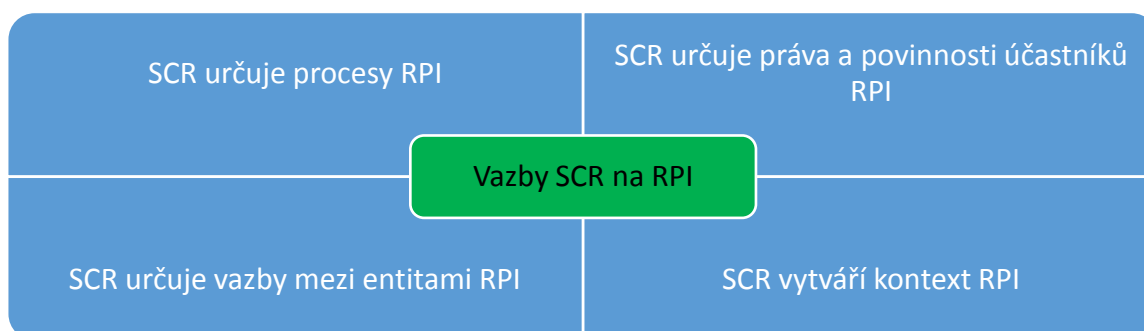 SCR určuje procesy RPI
SCR určuje práva a povinnosti účastníků
RPI
Vazby SCR na RPI
SCR určuje vazby mezi entitami RPI
SCR vytváří kontext RPI